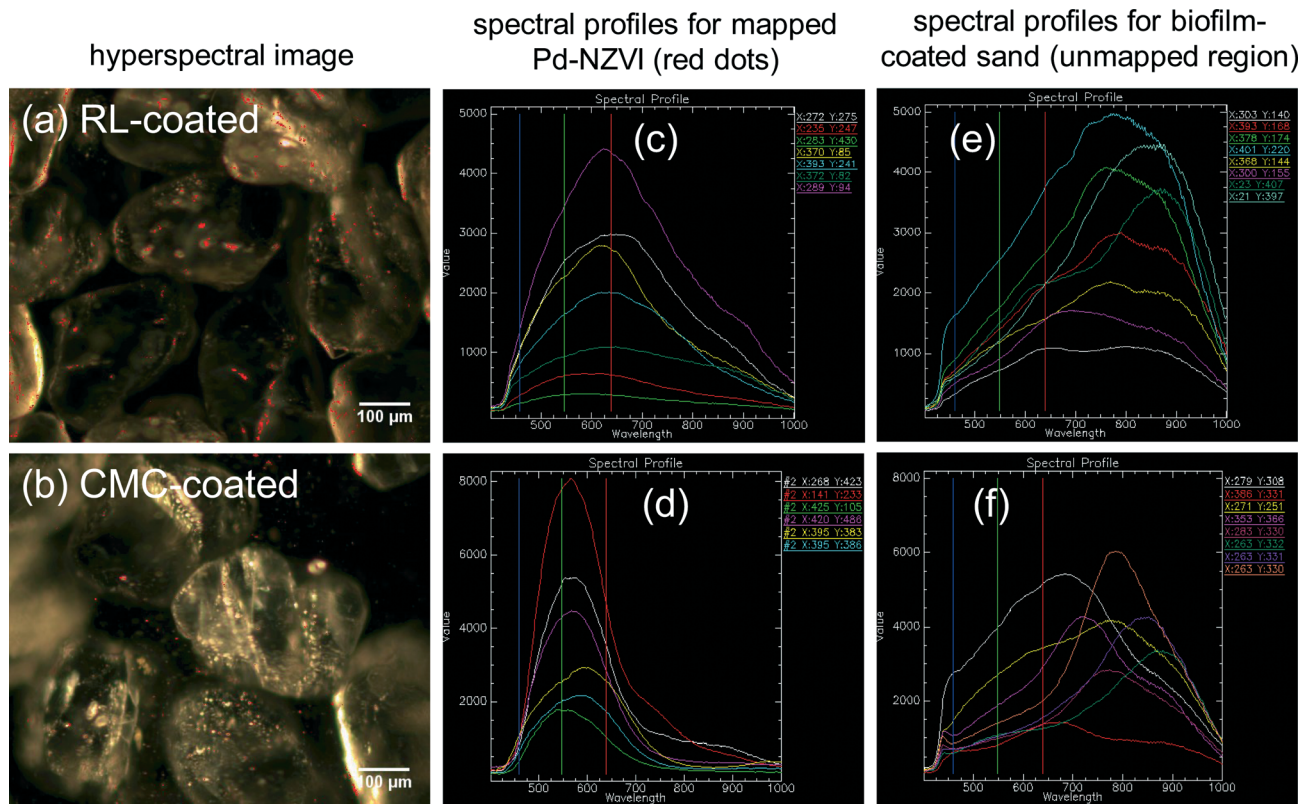 hyperspectral image
spectral profiles for mapped
Pd-NZVI (red dots)
spectral profiles for biofilm-
coated sand (unmapped region)
(a) RL-coated
100 µm
Spectral Profile
(c)
X:272 Y:275
X:235 Y:247
X:283 Y:430
X:370 Y:85
X:393 Y:241
X:372 Y:82
X:289 Y:94
5000
4000
3000
2000
1000
Value
500 600 700 800 900 1000
Wavelength
Spectral Profile
(e)
X:303 Y:140
X:393 Y:168
X:378 Y:174
X:401 Y:220
X:368 Y:144
X:300 Y:155
X:23 Y:407
X:21 Y:397
5000
4000
3000
2000
1000
Value
500 600 700 800 900 1000
Wavelength
(b) CMC-coated
100 µm
Spectral Profile
(d)
#2 X:268 Y:423
#2 X:141 Y:233
#2 X:425 Y:105
#2 X:420 Y:486
#2 X:395 Y:383
#2 X:395 Y:386
8000
6000
4000
2000
Value
500 600 700 800 900 1000
Wavelength
Spectral Profile
(f)
X:279 Y:308
X:386 Y:331
X:271 Y:251
X:353 Y:366
X:283 Y:330
X:263 Y:332
X:263 Y:331
X:263 Y:330
8000
6000
4000
2000
Value
500 600 700 800 900 1000
Wavelength